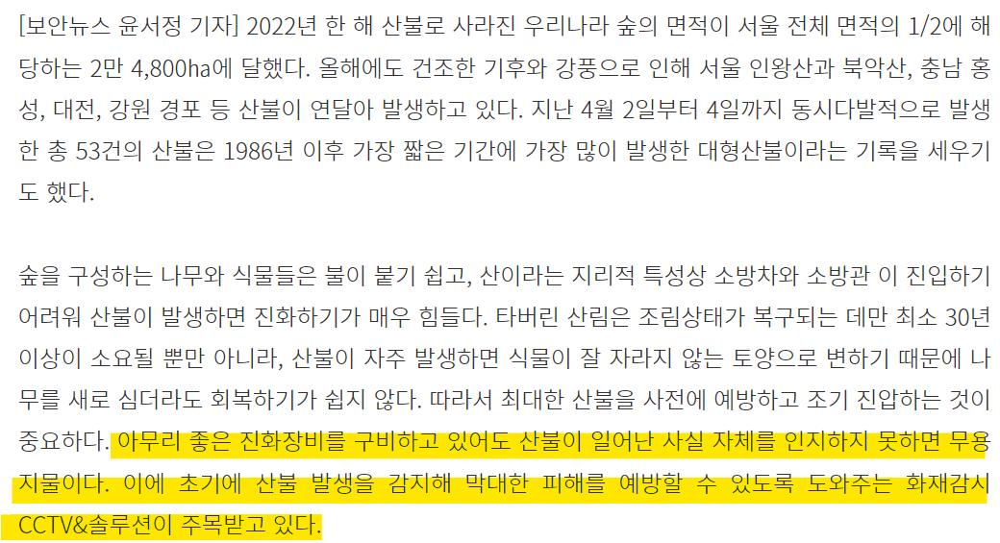 [보안뉴스 윤서정 기자] 2022년 한 해 산불로 사라진 우리나라 숲의 면적이 서울 전체 면적의 1/2에 해
당하는 2만 4,800ha에 달했다. 올해에도 건조한 기후와 강풍으로 인해 서울 인왕산과 북악산, 충남 홍
성, 대전, 강원 경포 등 산불이 연달아 발생하고 있다. 지난 4월 2일부터 4일까지 동시다발적으로 발생
한 총 53건의 산불은 1986년 이후 가장 짧은 기간에 가장 많이 발생한 대형산불이라는 기록을 세우기
도 했다.
숲을 구성하는 나무와 식물들은 불이 붙기 쉽고, 산이라는 지리적 특성상 소방차와 소방관 이 진입하기
어려워 산불이 발생하면 진화하기가 매우 힘들다. 타버린 산림은 조림상태가 복구되는 데만 최소 30년
이상이 소요될 뿐만 아니라, 산불이 자주 발생하면 식물이 잘 자라지 않는 토양으로 변하기 때문에 나
무를 새로 심더라도 회복하기가 쉽지 않다. 따라서 최대한 산불을 사전에 예방하고 조기 진압하는 것이
중요하다. 아무리 좋은 진화장비를 구비하고 있어도 산불이 일어난 사실 자체를 인지하지 못하면 무용
지물이다. 이에 초기에 산불 발생을 감지해 막대한 피해를 예방할 수 있도록 도와주는 화재감시
CCTV&솔루션이 주목받고 있다.